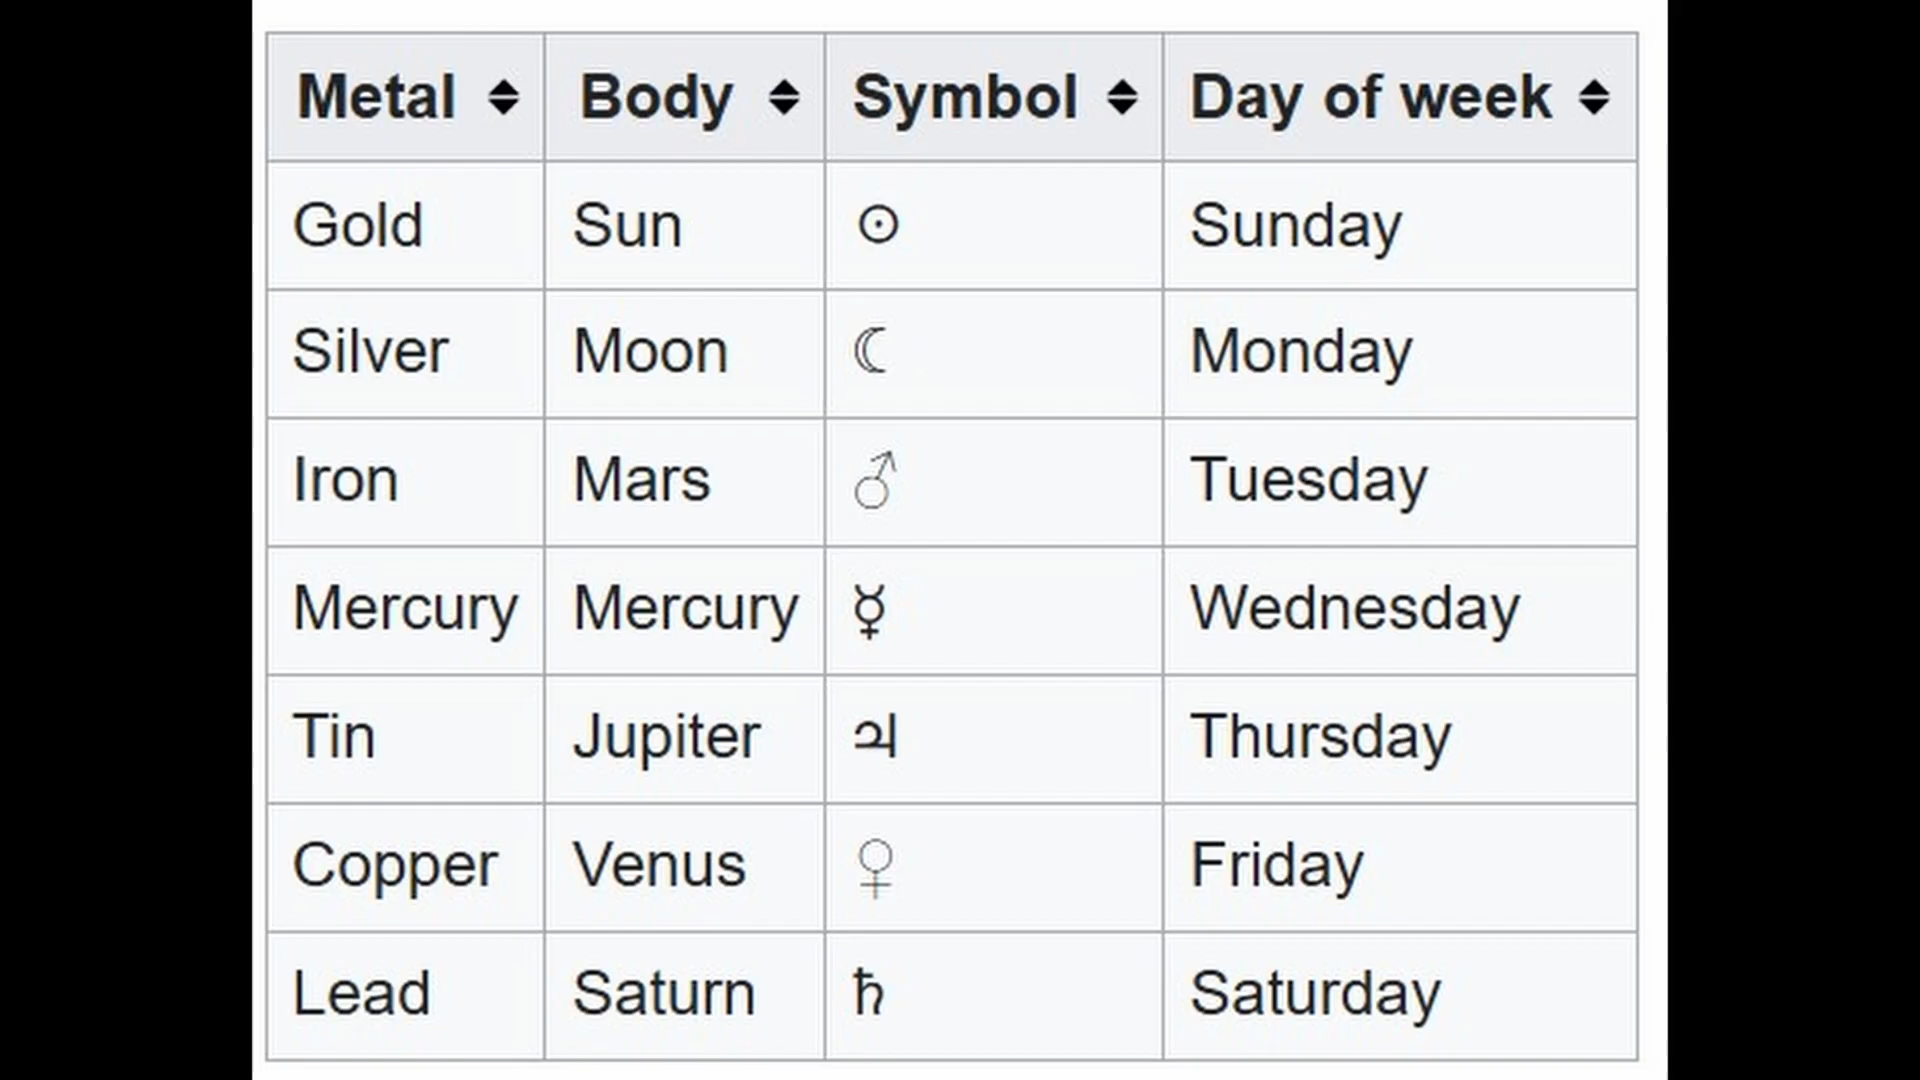 Metal Body Symbol Day of week
Gold Sun ☉ Sunday
Silver Moon ☾ Monday
Iron Mars ♂ Tuesday
Mercury Mercury ☿ Wednesday
Tin Jupiter ♃ Thursday
Copper Venus ♀ Friday
Lead Saturn ♄ Saturday